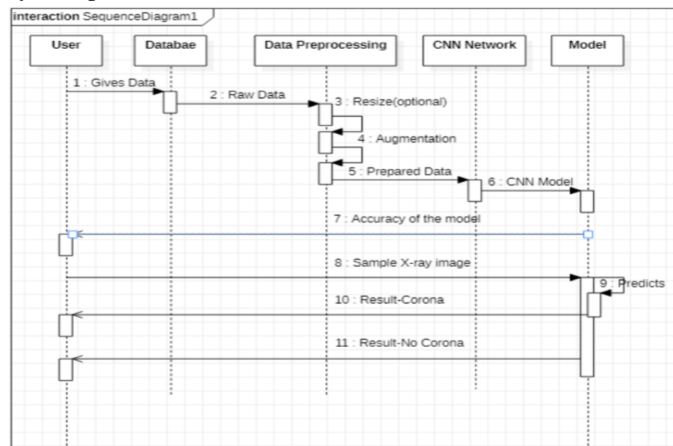 interaction SequenceDiagram1
User
Databae
Data Preprocessing
CNN Network
Model
1 : Gives Data
2 : Raw Data
3 : Resize(optional)
4 : Augmentation
5 : Prepared Data
6 : CNN Model
7 : Accuracy of the model
8 : Sample X-ray image
9 : Predicts
10 : Result-Corona
11 : Result-No Corona